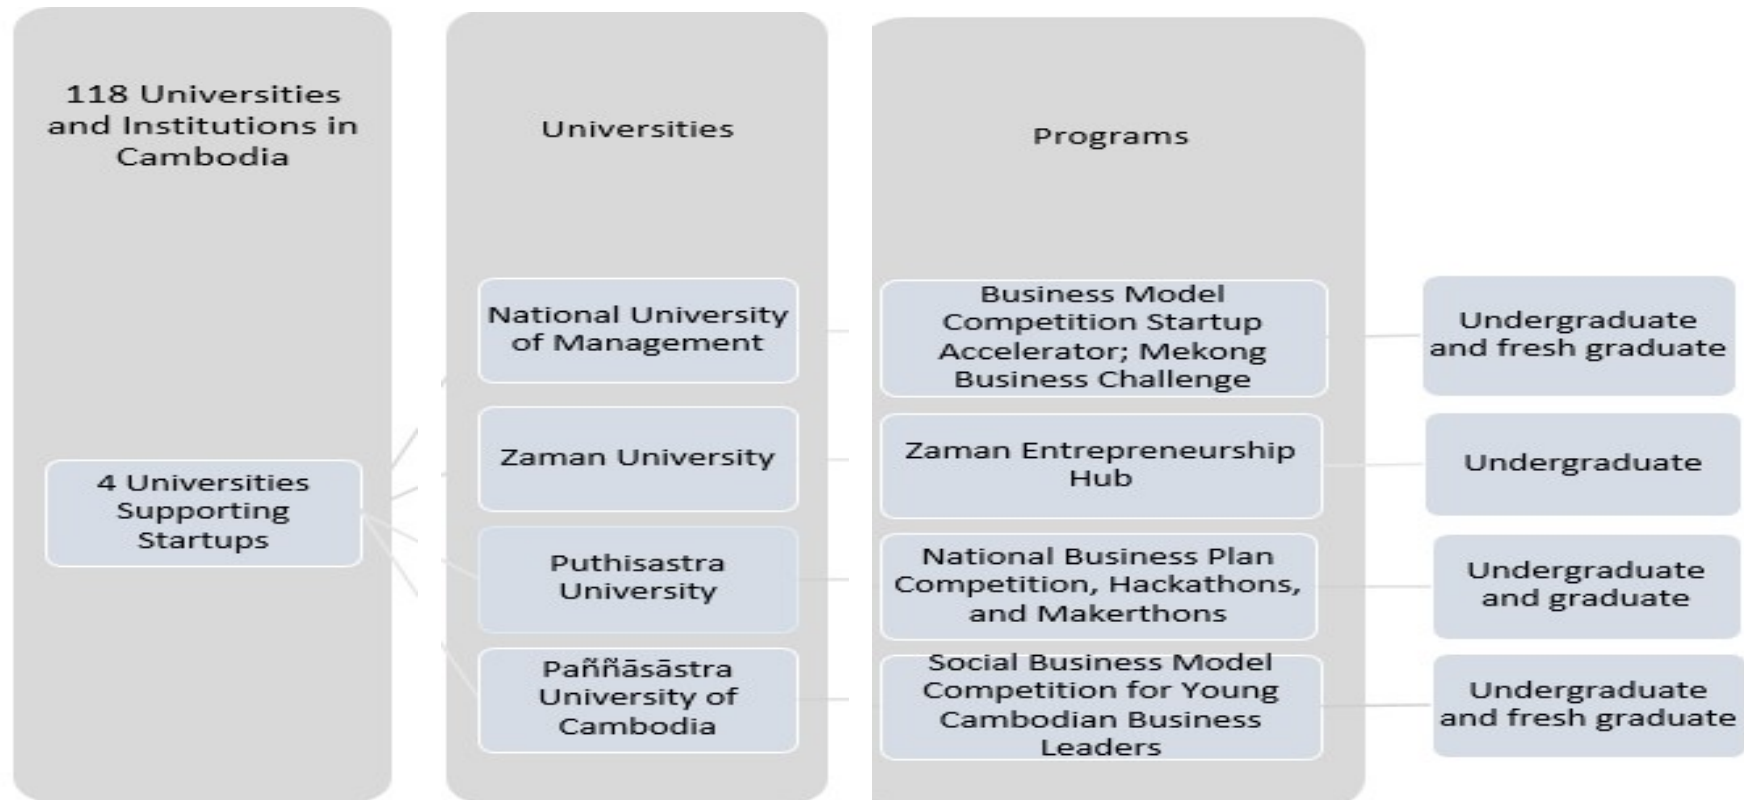 118 Universities
and Institutions in
Cambodia
4 Universities
Supporting
Startups
Universities
National University
of Management
Zaman University
Puthisastra
University
Paññāsāstra
University of
Cambodia
Programs
Business Model
Competition Startup
Accelerator; Mekong
Business Challenge
Zaman Entrepreneurship
Hub
National Business Plan
Competition, Hackathons,
and Makerthons
Social Business Model
Competition for Young
Cambodian Business
Leaders
Undergraduate
and fresh graduate
Undergraduate
Undergraduate
and graduate
Undergraduate
and fresh graduate